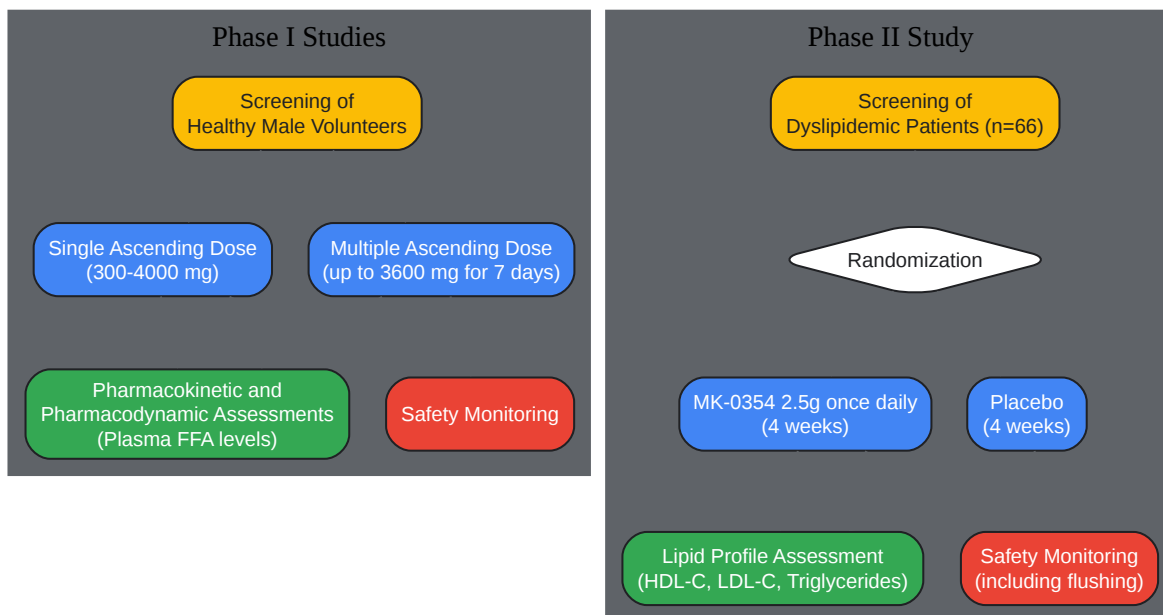 Phase I Studies
Screening of
Healthy Male Volunteers
Single Ascending Dose
(300-4000 mg)
Multiple Ascending Dose
(up to 3600 mg for 7 days)
Pharmacokinetic and
Pharmacodynamic Assessments
(Plasma FFA levels)
Safety Monitoring
Phase II Study
Screening of
Dyslipidemic Patients (n=66)
Randomization
MK-0354 2.5g once daily
(4 weeks)
Placebo
(4 weeks)
Lipid Profile Assessment
(HDL-C, LDL-C, Triglycerides)
Safety Monitoring
(including flushing)